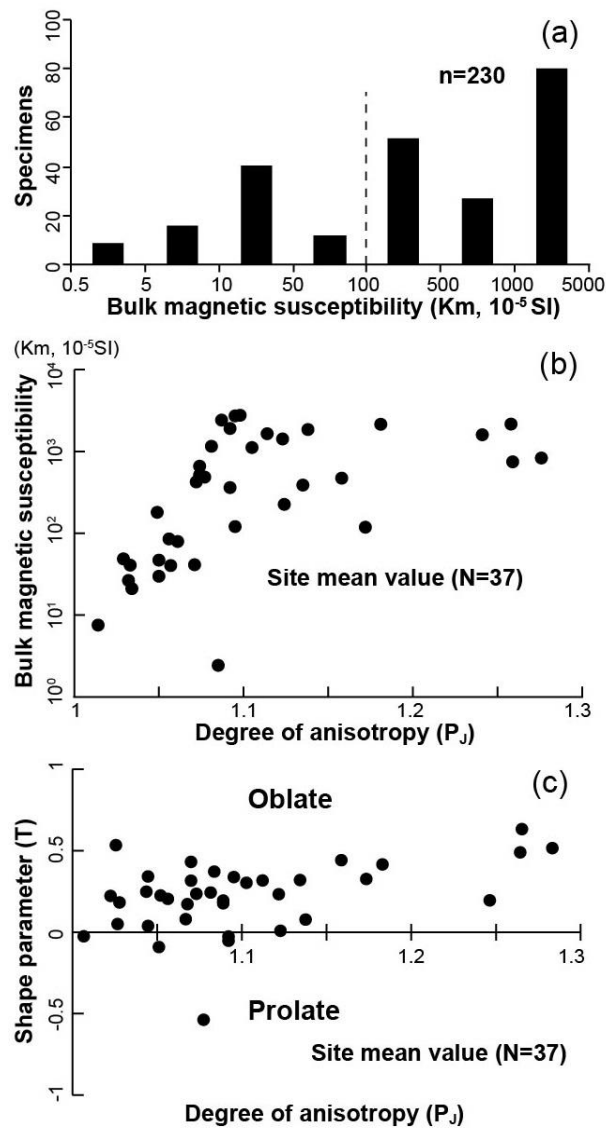 (a)
n=230
Specimens
100
80
60
40
20
0
0.5 5 10 50 100 500 1000 5000
Bulk magnetic susceptibility (Km, 10⁻⁵ SI)
(Km, 10⁻⁵SI)
(b)
Bulk magnetic susceptibility
10⁴
10³
10²
10¹
10⁰
Site mean value (N=37)
1 1.1 1.2 1.3
Degree of anisotropy (P_J)
(c)
Shape parameter (T)
1
0.5
0
-0.5
-1
Oblate
1.1 1.2 1.3
Prolate
Site mean value (N=37)
Degree of anisotropy (P_J)